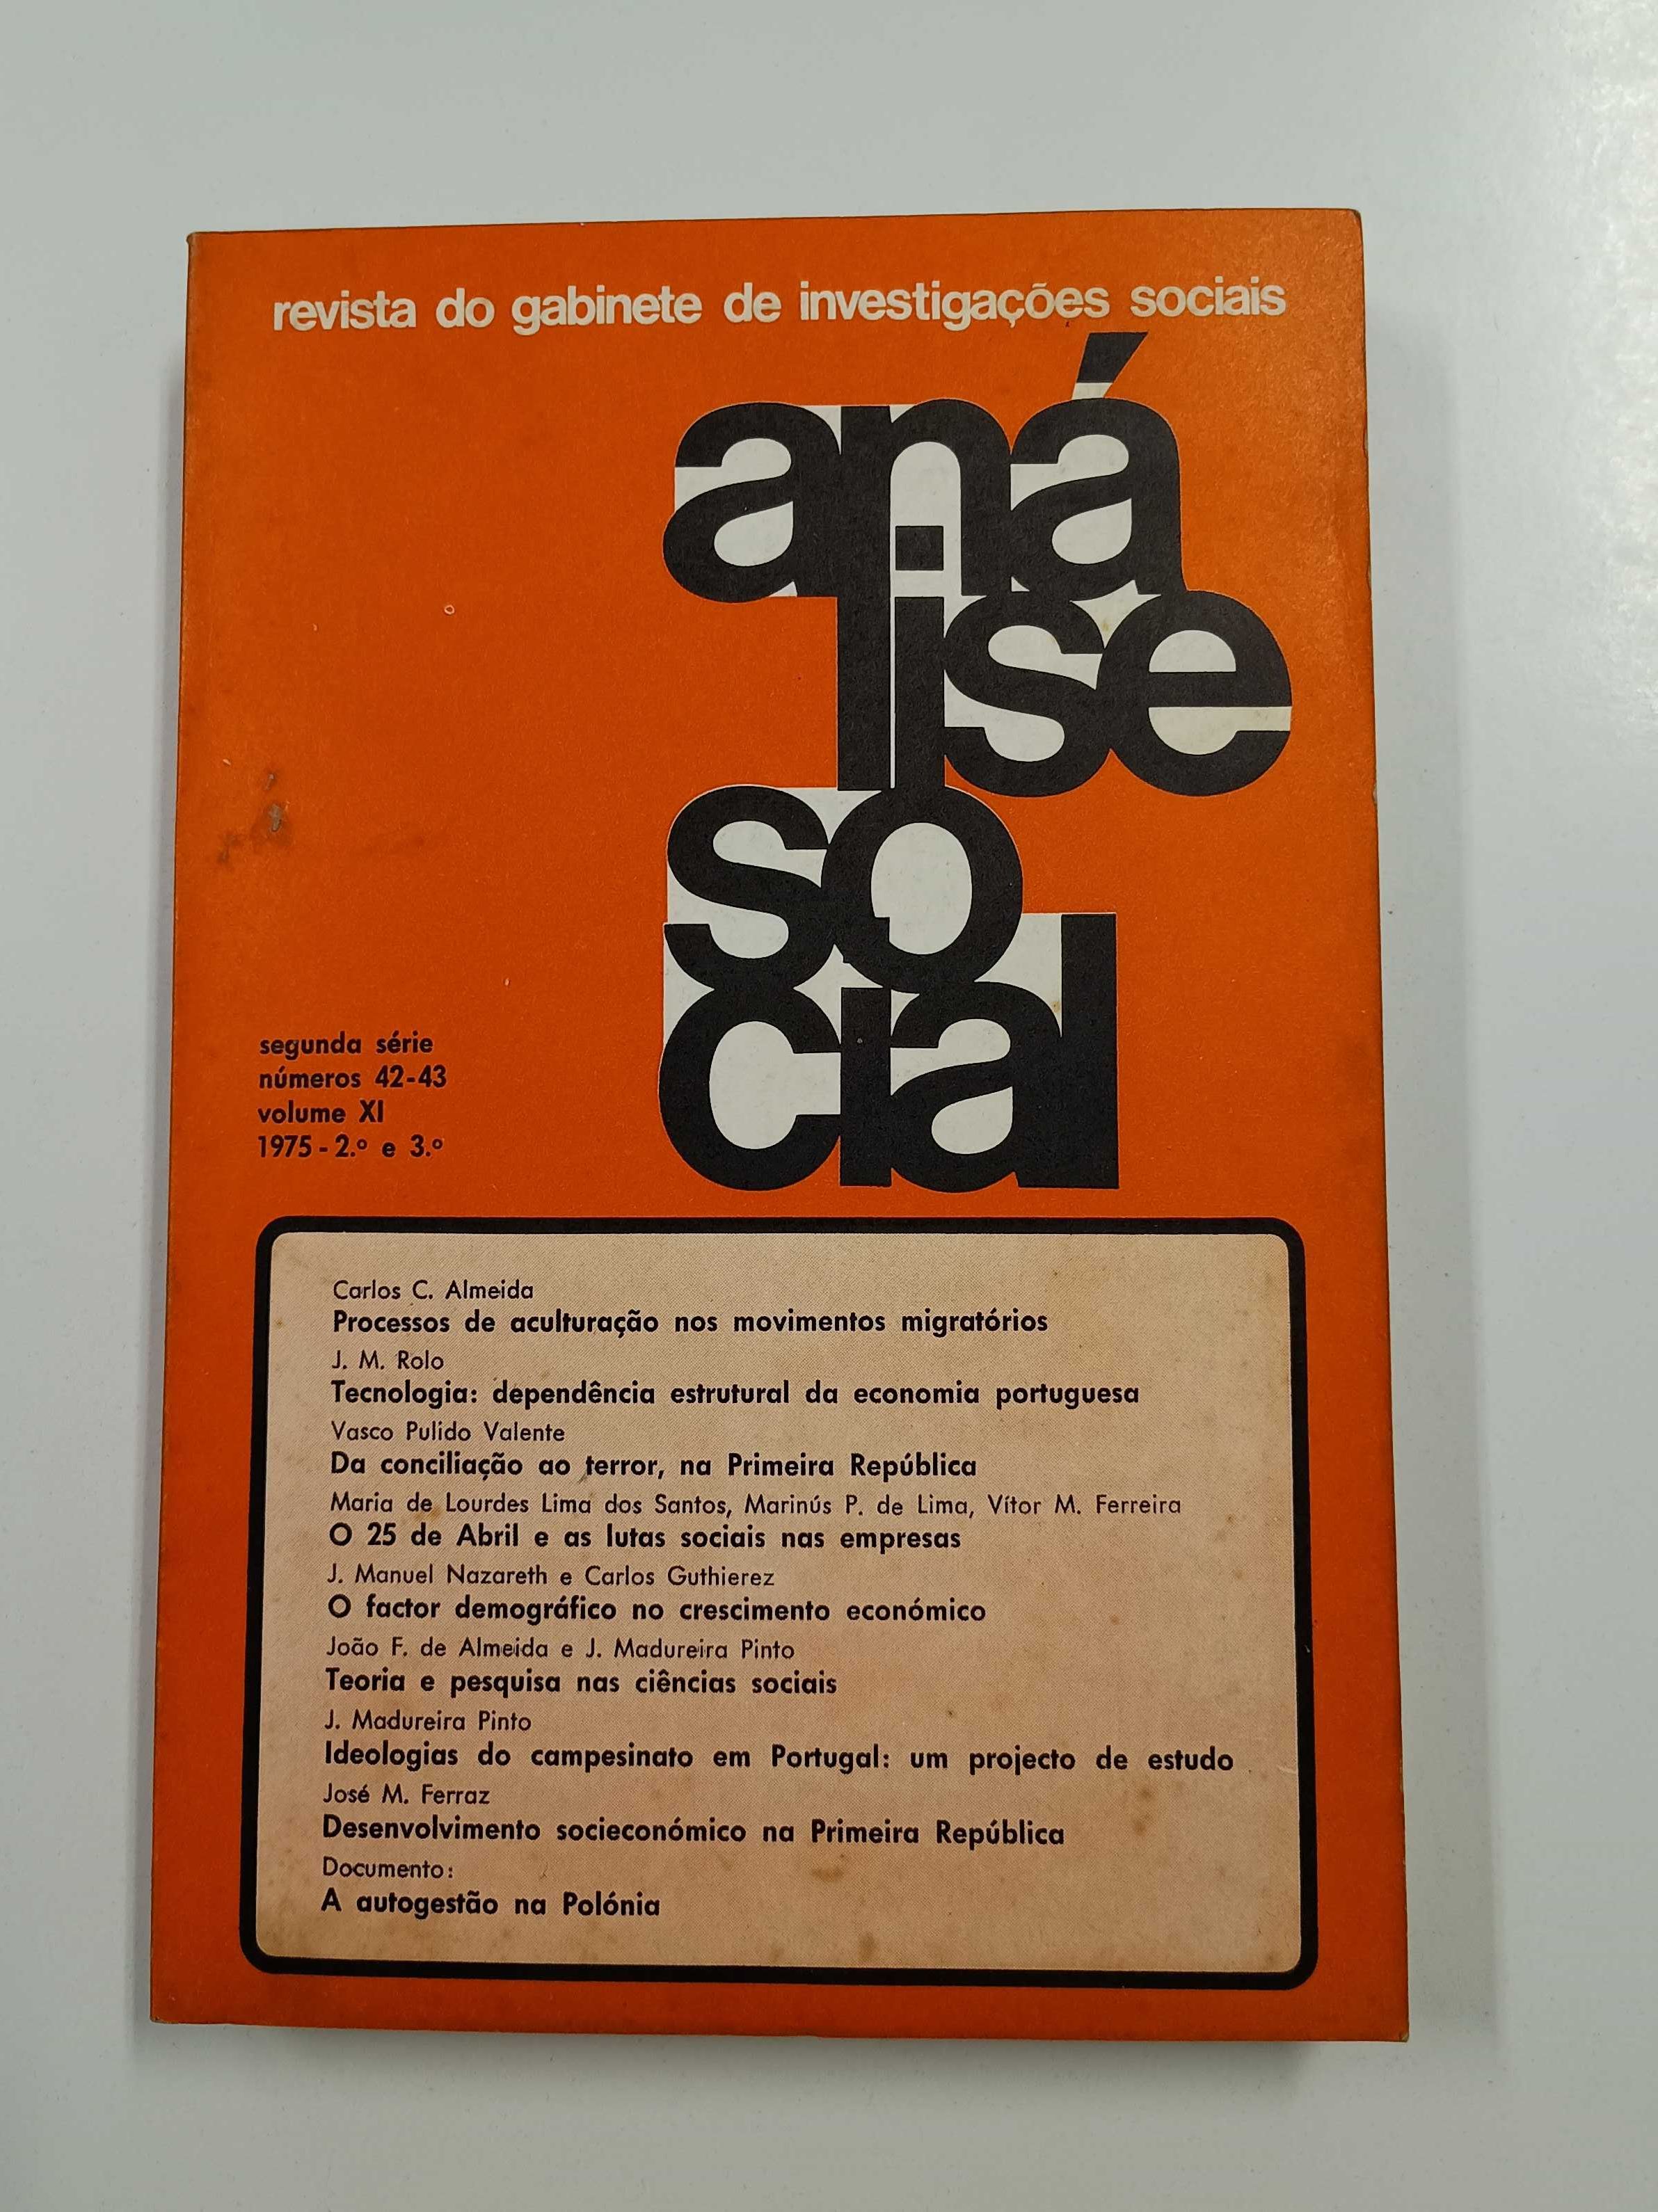 revista do gabinete de investigações sociais
aná
lise
so
cial
segunda série
números 42-43
volume XI
1975 - 2.º e 3.º
Carlos C. Almeida
Processos de aculturação nos movimentos migratórios
J. M. Rolo
Tecnologia: dependência estrutural da economia portuguesa
Vasco Pulido Valente
Da conciliação ao terror, na Primeira República
Maria de Lourdes Lima dos Santos, Marinús P. de Lima, Vítor M. Ferreira
O 25 de Abril e as lutas sociais nas empresas
J. Manuel Nazareth e Carlos Guthierez
O factor demográfico no crescimento económico
João F. de Almeida e J. Madureira Pinto
Teoria e pesquisa nas ciências sociais
J. Madureira Pinto
Ideologias do campesinato em Portugal: um projecto de estudo
José M. Ferraz
Desenvolvimento socieconómico na Primeira República
Documento:
A autogestão na Polónia